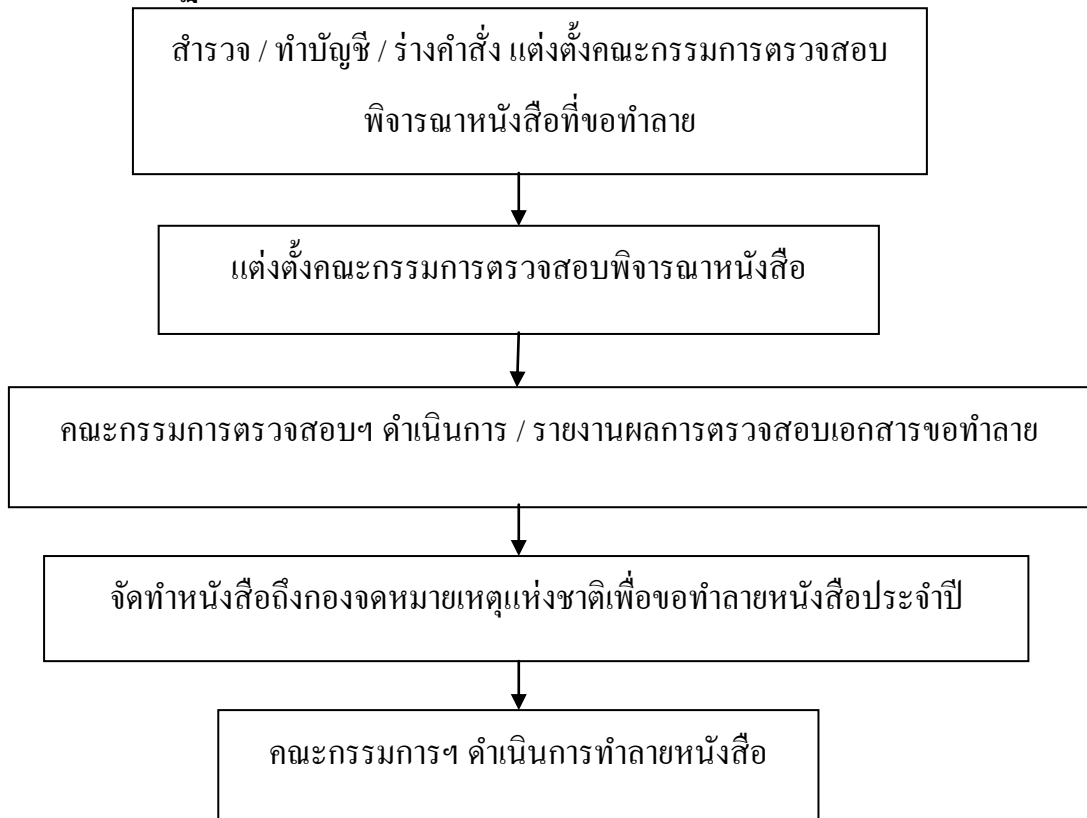 สำรวจ / ทำบัญชี / ร่างคำสั่ง แต่งตั้งคณะกรรมการตรวจสอบ
พิจารณาหนังสือที่ขอทำลาย
แต่งตั้งคณะกรรมการตรวจสอบพิจารณาหนังสือ
คณะกรรมการตรวจสอบฯ ดำเนินการ / รายงานผลการตรวจสอบเอกสารขอทำลาย
จัดทำหนังสือถึงกองจดหมายเหตุแห่งชาติเพื่อขอทำลายหนังสือประจำปี
คณะกรรมการฯ ดำเนินการทำลายหนังสือ